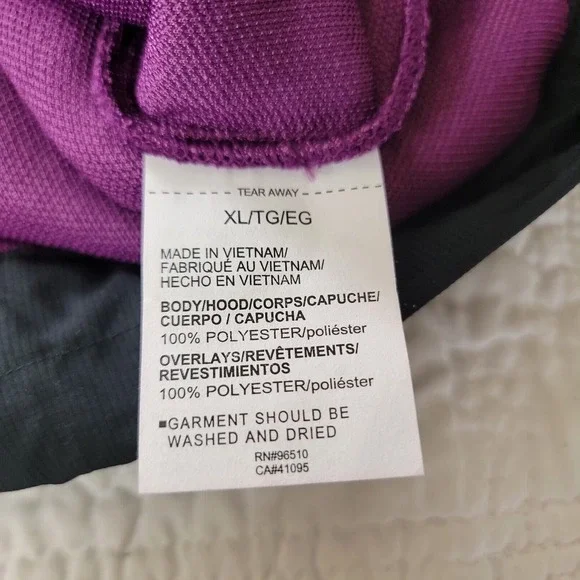 TEAR AWAY
XL/TG/EG
MADE IN VIETNAM/
FABRIQUÉ AU VIETNAM/
HECHO EN VIETNAM
BODY/HOOD/CORPS/CAPUCHE/
CUERPO / CAPUCHA
100% POLYESTER/poliéster
OVERLAYS/REVÊTEMENTS/
REVESTIMIENTOS
100% POLYESTER/poliéster
▪GARMENT SHOULD BE
WASHED AND DRIED
RN#96510
CA#41095